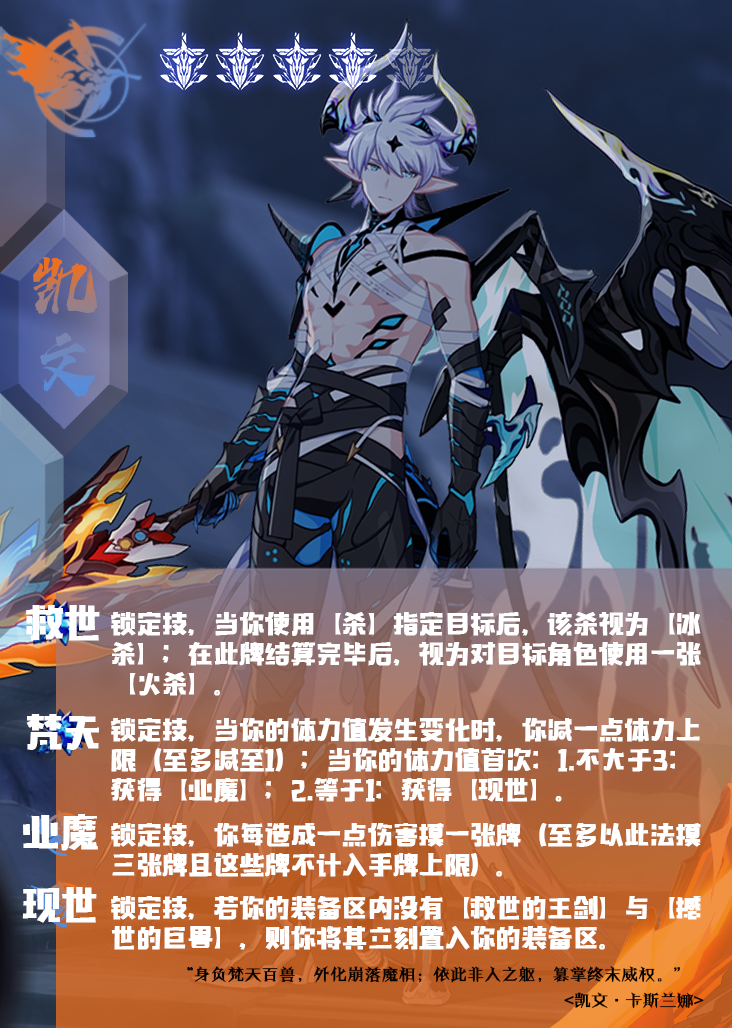 凯
文
救世 锁定技，当你使用【杀】指定目标后，该杀视为【冰
杀】；在此牌结算完毕后，视为对目标角色使用一张
【火杀】。
梵天 锁定技，当你的体力值发生变化时，你减一点体力上
限（至多减至1）；当你的体力值首次：1.不大于3：
获得【业魔】；2.等于1：获得【现世】。
业魔 锁定技，你每造成一点伤害摸一张牌（至多以此法摸
三张牌且这些牌不计入手牌上限）。
现世 锁定技，若你的装备区内没有【救世的王剑】与【撼
世的巨兽】，则你将其立刻置入你的装备区。
“身负梵天百兽，外化崩落魔相；依此非人之躯，篡掌终末威权。”
<凯文·卡斯兰娜>